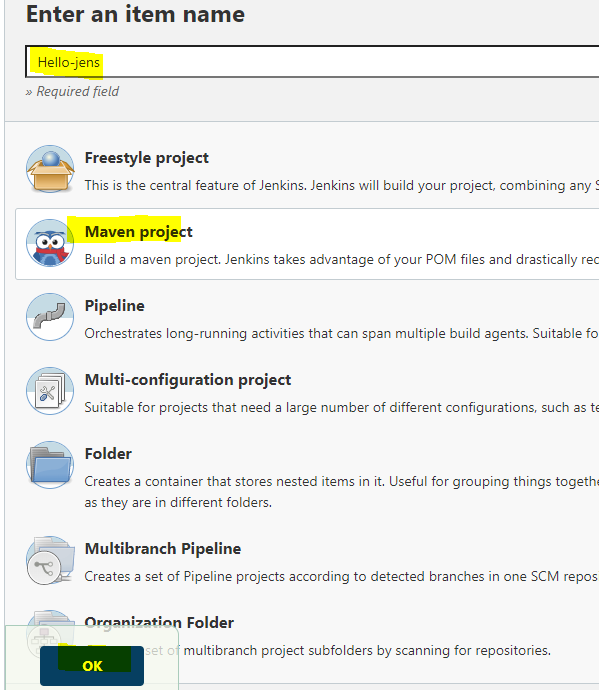 Enter an item name
Hello-jens
» Required field
Freestyle project
This is the central feature of Jenkins. Jenkins will build your project, combining any S
Maven project
Build a maven project. Jenkins takes advantage of your POM files and drastically rec
Pipeline
Orchestrates long-running activities that can span multiple build agents. Suitable fo
Multi-configuration project
Suitable for projects that need a large number of different configurations, such as te
Folder
Creates a container that stores nested items in it. Useful for grouping things togethe
as they are in different folders.
Multibranch Pipeline
Creates a set of Pipeline projects according to detected branches in one SCM repos
Organization Folder
set of multibranch project subfolders by scanning for repositories.
OK